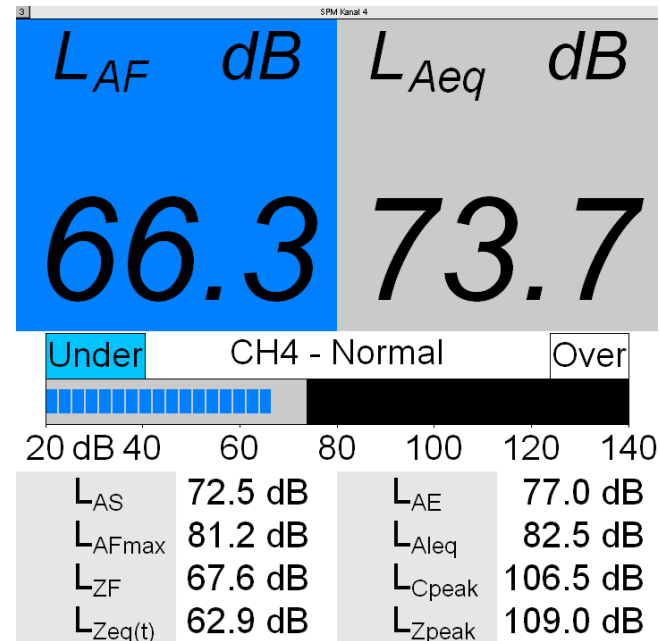 3 SPM Kanal 4
LAF dB LAeq dB
66.3 73.7
Under CH4 - Normal Over
20 dB 40 60 80 100 120 140
LAS 72.5 dB LAE 77.0 dB
LAFmax 81.2 dB LAleq 82.5 dB
LZF 67.6 dB LCpeak 106.5 dB
LZeq(t) 62.9 dB LZpeak 109.0 dB